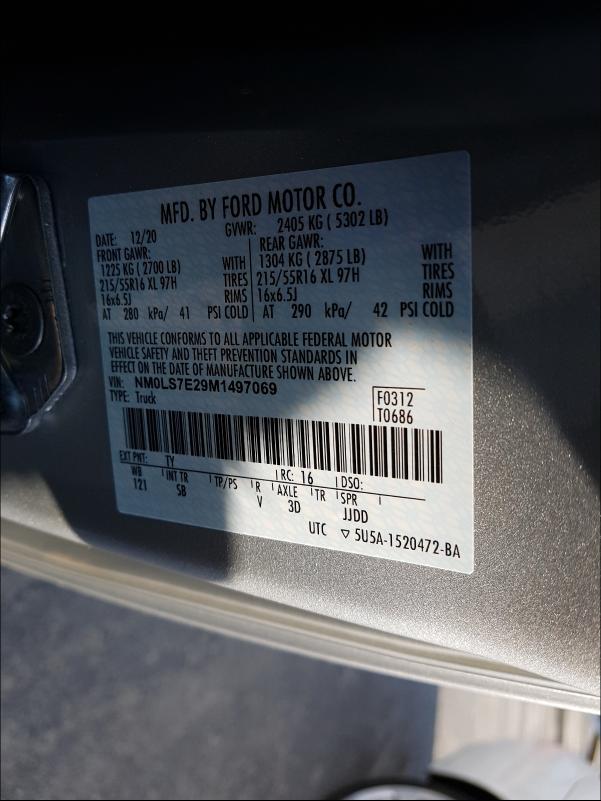 MFD. BY FORD MOTOR CO.
DATE: 12/20 GVWR: 2405 KG ( 5302 LB)
FRONT GAWR: REAR GAWR:
1225 KG ( 2700 LB) WITH 1304 KG ( 2875 LB) WITH
215/55R16 XL 97H TIRES 215/55R16 XL 97H TIRES
16x6.5J RIMS 16x6.5J RIMS
AT 280 kPa/ 41 PSI COLD AT 290 kPa/ 42 PSI COLD
THIS VEHICLE CONFORMS TO ALL APPLICABLE FEDERAL MOTOR
VEHICLE SAFETY AND THEFT PREVENTION STANDARDS IN
EFFECT ON THE DATE OF MANUFACTURE SHOWN ABOVE.
VIN: NM0LS7E29M1497069
TYPE: Truck
F0312
T0686
EXT PNT: TY RC: 16 DSO:
WB INT TR TP/PS R AXLE TR SPR
121 SB V 3D JJDD
UTC ▽ 5U5A-1520472-BA